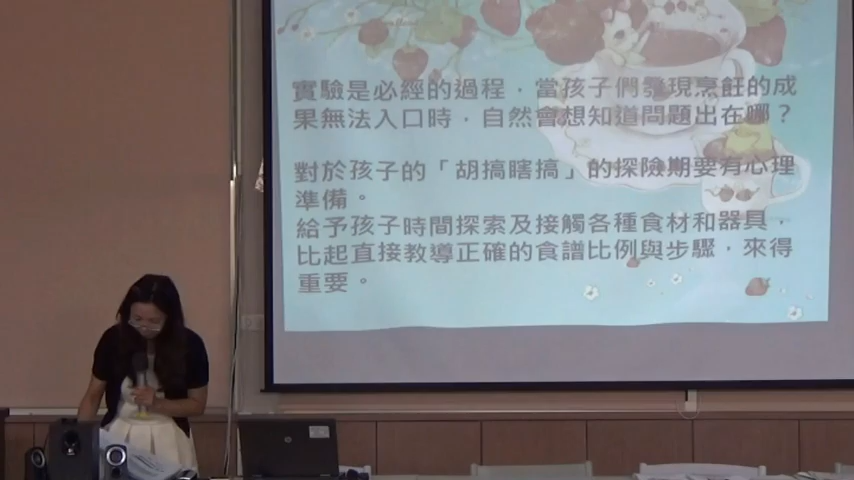 實驗是必經的過程，當孩子們發現烹飪的成
果無法入口時，自然會想知道問題出在哪？
對於孩子的「胡搞瞎搞」的探險期要有心理
準備。
給予孩子時間探索及接觸各種食材和器具，
比起直接教導正確的食譜比例與步驟，來得
重要。